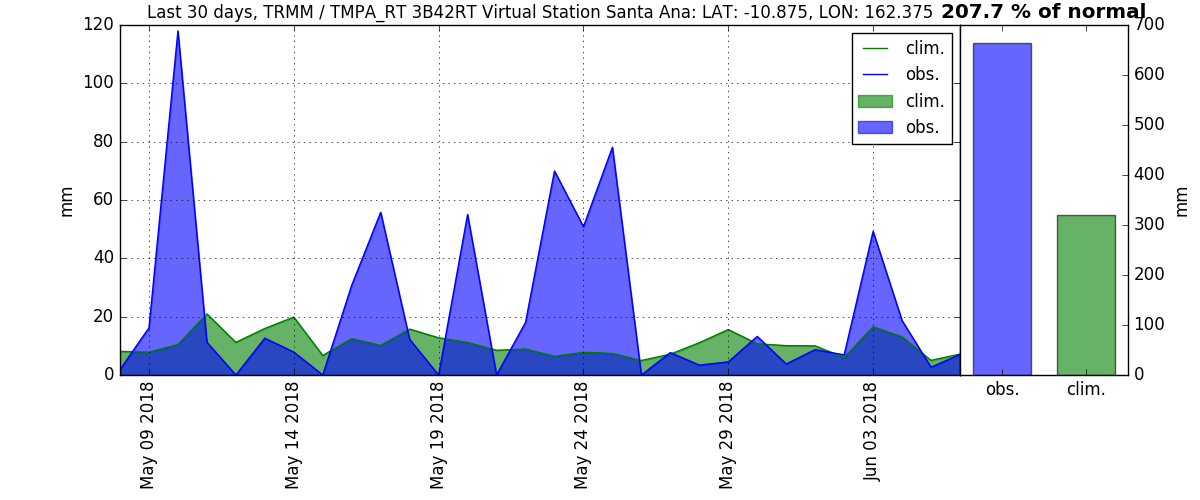 Last 30 days, TRMM / TMPA_RT 3B42RT Virtual Station Santa Ana: LAT: -10.875, LON: 162.375 207.7 % of normal
120
100
80
60
40
20
0
mm
clim.
obs.
clim.
obs.
700
600
500
400
300
200
100
0
mm
obs. clim.
May 09 2018
May 14 2018
May 19 2018
May 24 2018
May 29 2018
Jun 03 2018